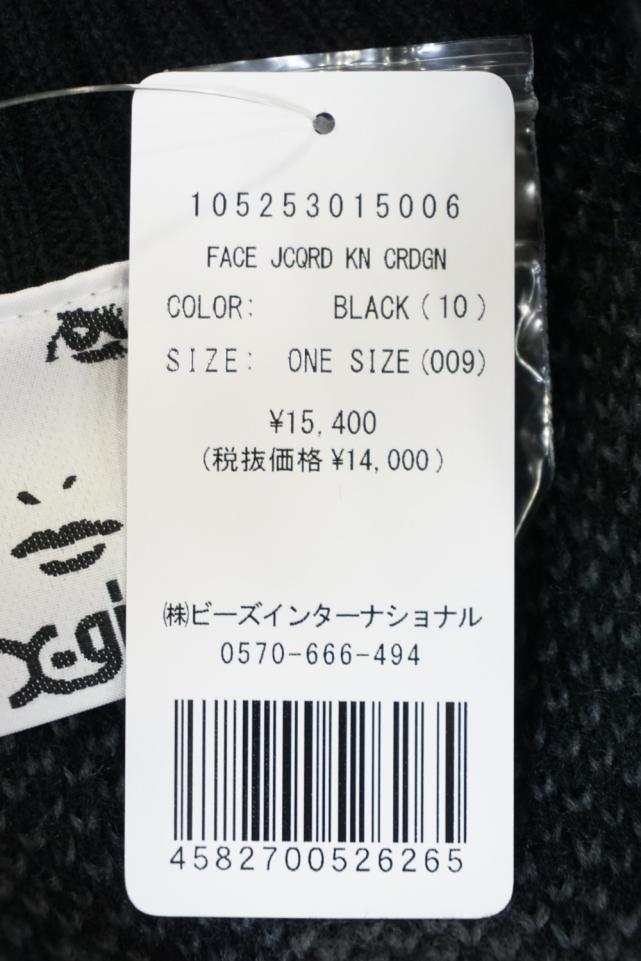 105253015006
FACE JCQRD KN CRDGN
COLOR: BLACK(10)
SIZE: ONE SIZE(009)
¥15,400
(税抜価格¥14,000)
㈱ビーズインターナショナル
0570-666-494
4582700526265